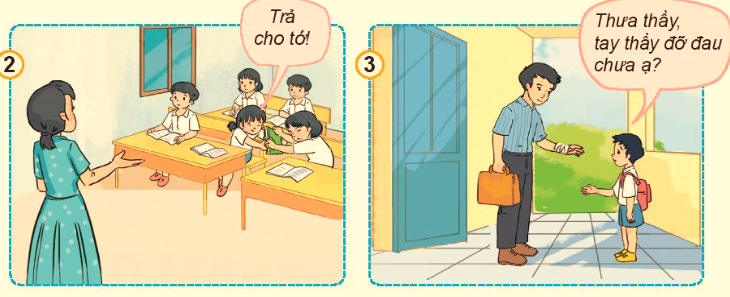 2
Trả
cho tớ!
3
Thưa thầy,
tay thầy đỡ đau
chưa ạ?